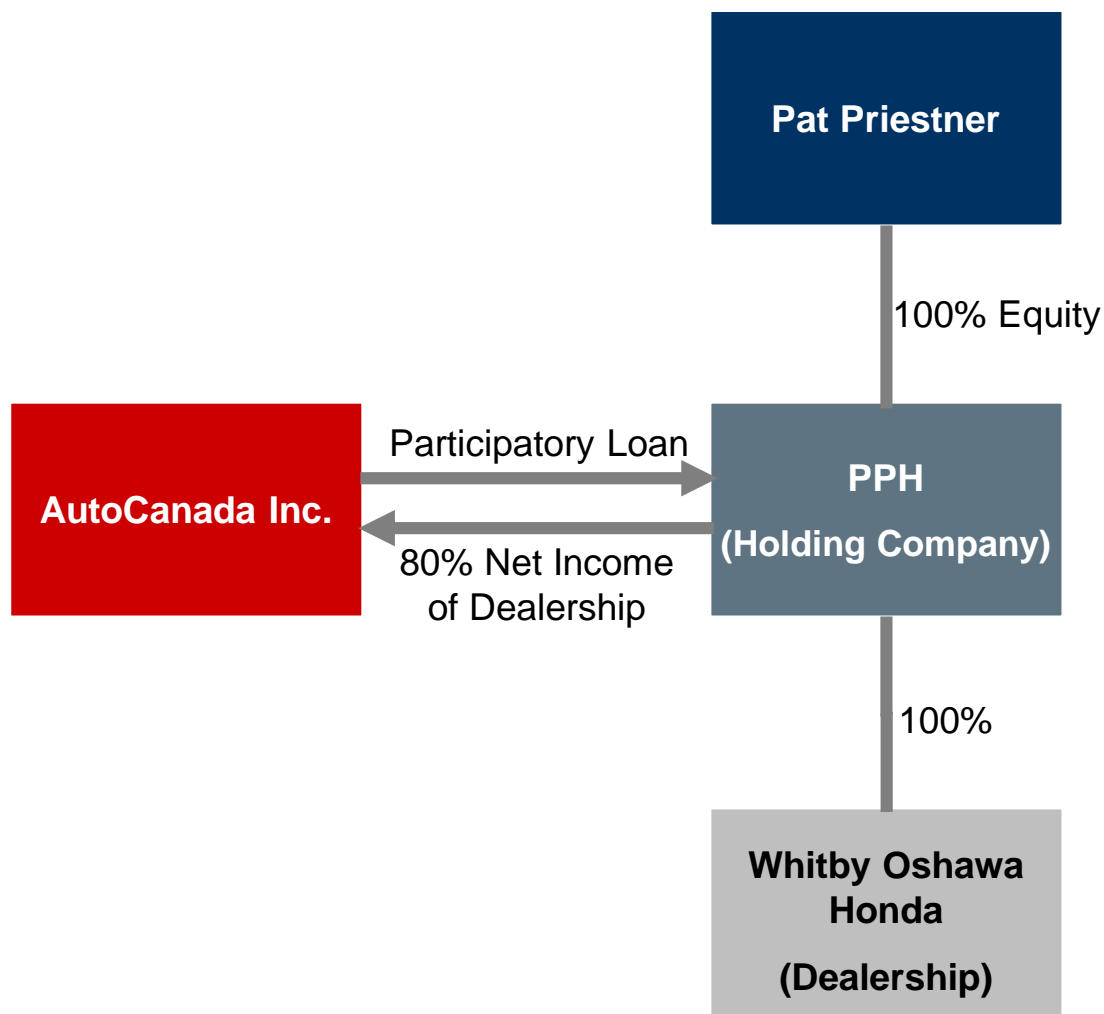 Pat Priestner
100% Equity
Participatory Loan
AutoCanada Inc.
PPH
(Holding Company)
80% Net Income
of Dealership
100%
Whitby Oshawa
Honda
(Dealership)